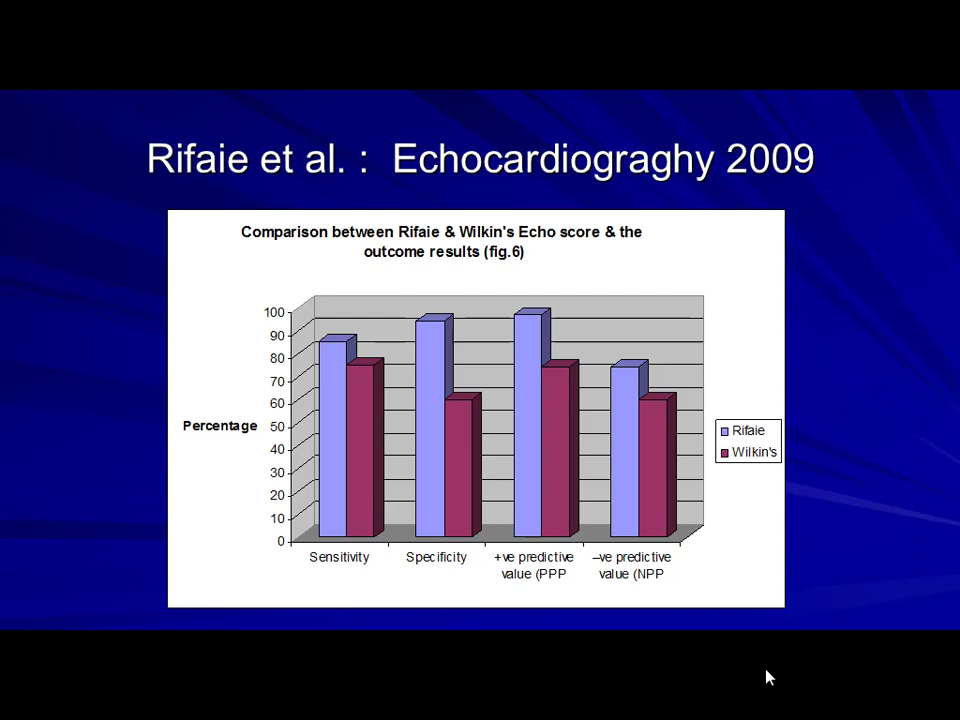 Rifaie et al. :  Echocardiograghy 2009
Comparison between Rifaie & Wilkin's Echo score & the
outcome results (fig.6)
100
90
80
70
60
50
40
30
20
10
0
Percentage
Sensitivity
Specificity
+ve predictive
value (PPP
–ve predictive
value (NPP
Rifaie
Wilkin's